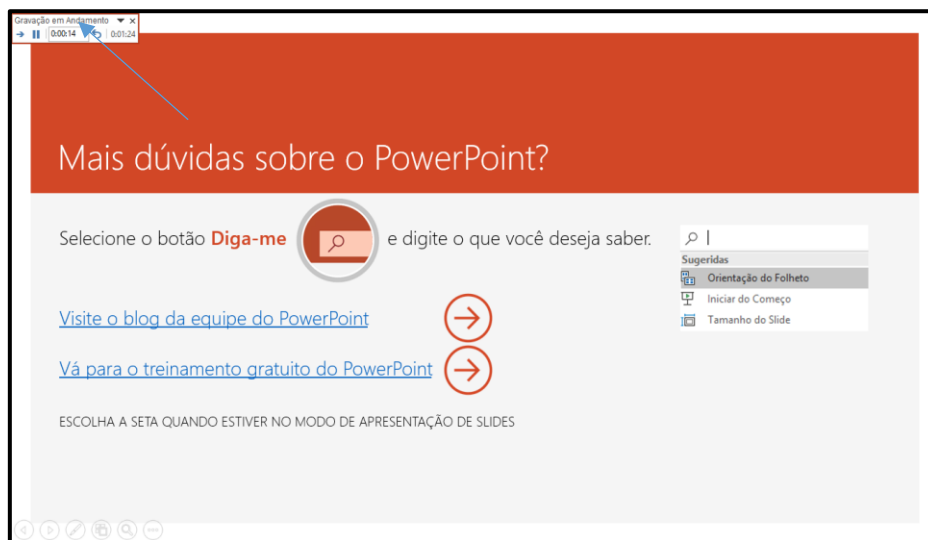 Gravação em Andamento
0:00:14 0:01:24
Mais dúvidas sobre o PowerPoint?
Selecione o botão Diga-me e digite o que você deseja saber.
Sugeridas
Orientação do Folheto
Iniciar do Começo
Tamanho do Slide
Visite o blog da equipe do PowerPoint
Vá para o treinamento gratuito do PowerPoint
ESCOLHA A SETA QUANDO ESTIVER NO MODO DE APRESENTAÇÃO DE SLIDES